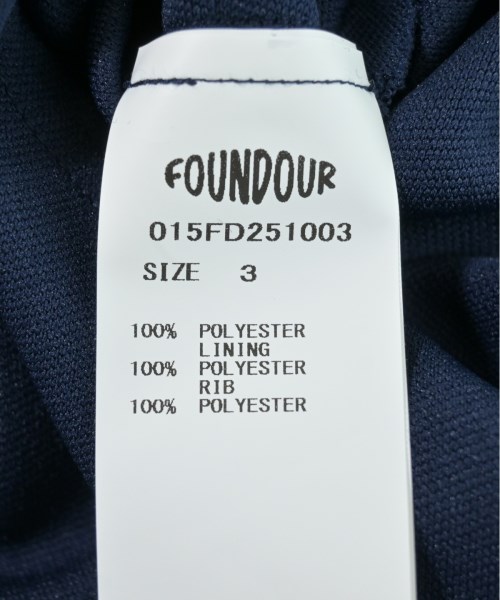 FOUNDOUR
015FD251003
SIZE 3
100% POLYESTER
LINING
100% POLYESTER
RIB
100% POLYESTER